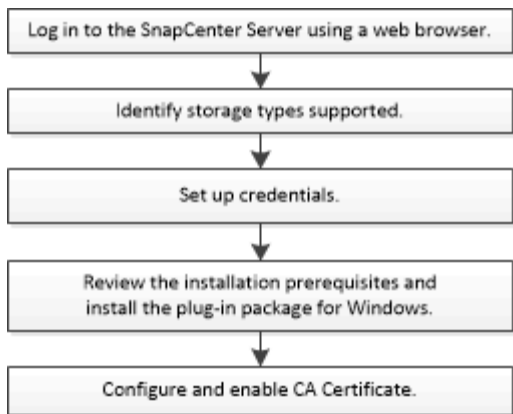 Log in to the SnapCenter Server using a web browser.
Identify storage types supported.
Set up credentials.
Review the installation prerequisites and
install the plug-in package for Windows.
Configure and enable CA Certificate.